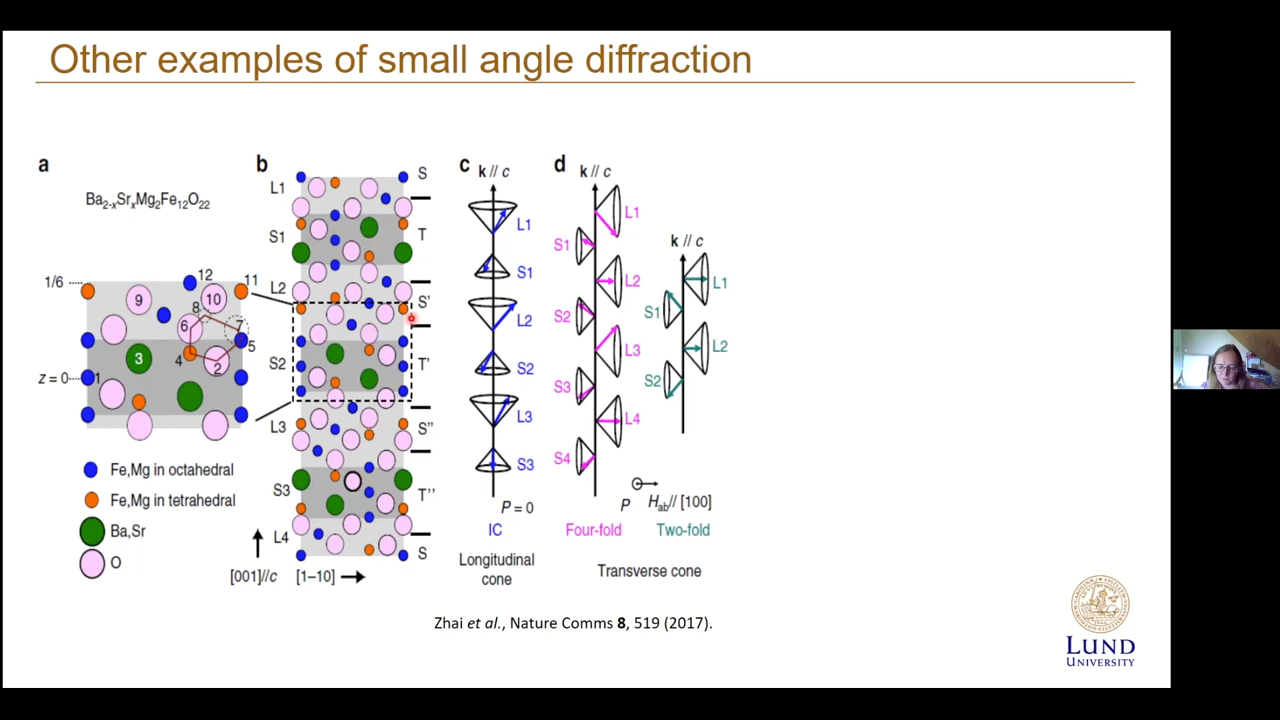 Other examples of small angle diffraction
a
Ba2-xSrxMg2Fe12O22
1/6
z=0
1
2
3
4
5
6
7
8
9
10
11
12
Fe,Mg in octahedral
Fe,Mg in tetrahedral
Ba,Sr
O
b
L1
S1
L2
S2
L3
S3
L4
S
T
S'
T'
S''
T''
S
[001]//c
[1–10]
c
k // c
L1
S1
L2
S2
L3
S3
P = 0
IC
Longitudinal
cone
d
k // c
L1
S1
L2
S2
L3
S3
L4
S4
k // c
L1
S1
L2
S2
P
Hab// [100]
Four-fold
Two-fold
Transverse cone
Zhai et al., Nature Comms 8, 519 (2017).
LUND
UNIVERSITY